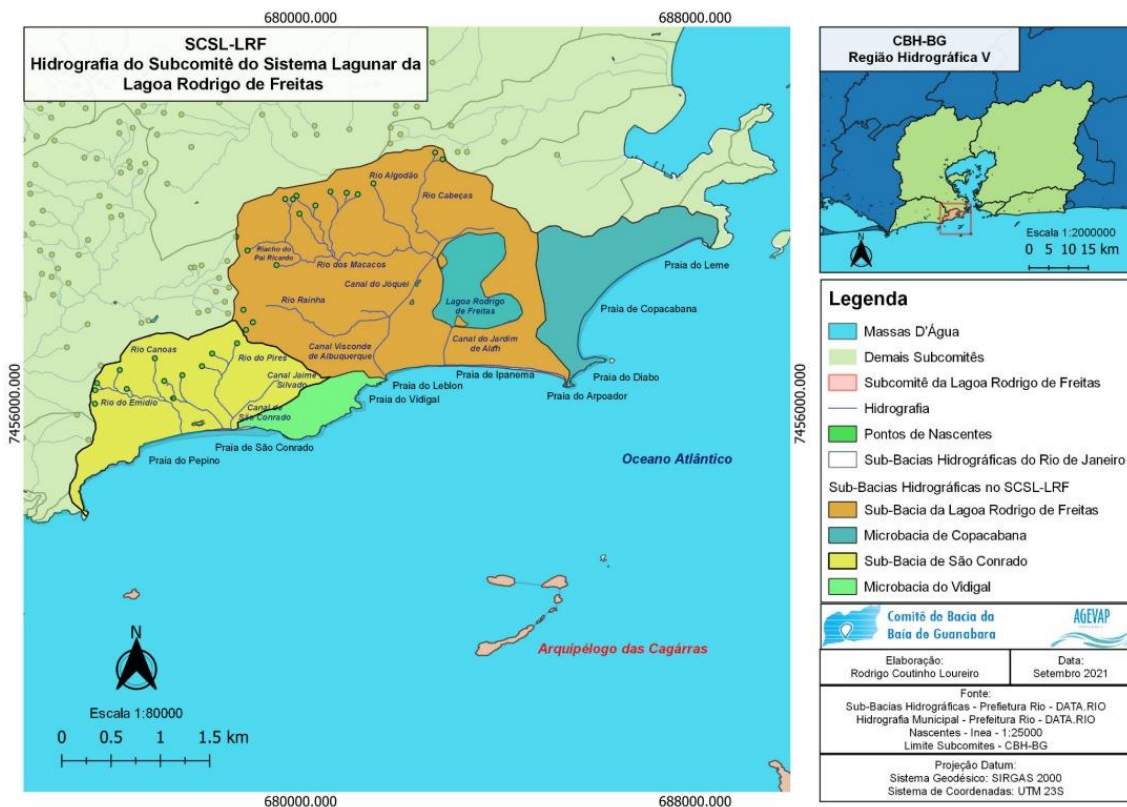 680000.000
688000.000
SCSL-LRF
Hidrografia do Subcomitê do Sistema Lagunar da
Lagoa Rodrigo de Freitas
Rio Algodão
Rio Cabeças
Riacho do
Pai Ricardo
Rio dos Macacos
Canal do Jóquei
Rio Rainha
Lagoa Rodrigo
de Freitas
Canal Visconde
de Albuquerque
Canal do Jardim
de Alah
Praia do Leme
Praia de Copacabana
Praia de Ipanema
Praia do Diabo
Praia do Arpoador
Praia do Leblon
Praia do Vidigal
Rio Canoas
Rio do Pires
Canal Jaime
Silvado
Rio do Emídio
Canal de
São Conrado
Praia de São Conrado
Praia do Pepino
Oceano Atlântico
Arquipélogo das Cagárras
7456000.000
7456000.000
N
Escala 1:80000
0 0.5 1 1.5 km
680000.000
688000.000
CBH-BG
Região Hidrográfica V
N
Escala 1:2000000
0 5 10 15 km
Legenda
Massas D'Água
Demais Subcomitês
Subcomitê da Lagoa Rodrigo de Freitas
Hidrografia
Pontos de Nascentes
Sub-Bacias Hidrográficas do Rio de Janeiro
Sub-Bacias Hidrográficas no SCSL-LRF
Sub-Bacia da Lagoa Rodrigo de Freitas
Microbacia de Copacabana
Sub-Bacia de São Conrado
Microbacia do Vidigal
Comitê de Bacia da
Baía de Guanabara
AGEVAP
Elaboração:
Rodrigo Coutinho Loureiro
Data:
Setembro 2021
Fonte:
Sub-Bacias Hidrográficas - Prefietura Rio - DATA.RIO
Hidrografia Municipal - Prefeitura Rio - DATA.RIO
Nascentes - Inea - 1:25000
Limite Subcomites - CBH-BG
Projeção Datum:
Sistema Geodésico: SIRGAS 2000
Sistema de Coordenadas: UTM 23S